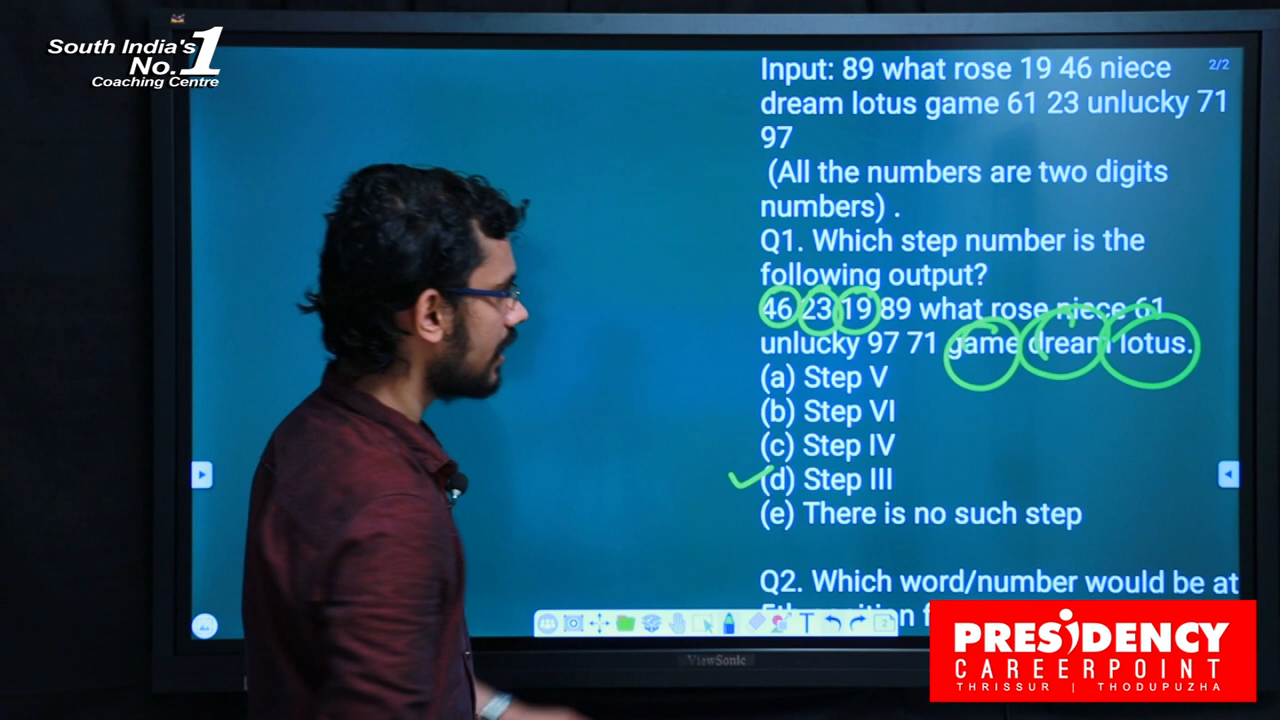 South India's
No.1
Coaching Centre
Input: 89 what rose 19 46 niece
2/2
dream lotus game 61 23 unlucky 71
97
(All the numbers are two digits
numbers) .
Q1. Which step number is the
following output?
46 23 19 89 what rose niece 61
unlucky 97 71 game dream lotus.
(a) Step V
(b) Step VI
(c) Step IV
(d) Step III
(e) There is no such step
Q2. Which word/number would be at
ViewSonic
PRESiDENCY
CAREERPOINT
THRISSUR | THODUPUZHA